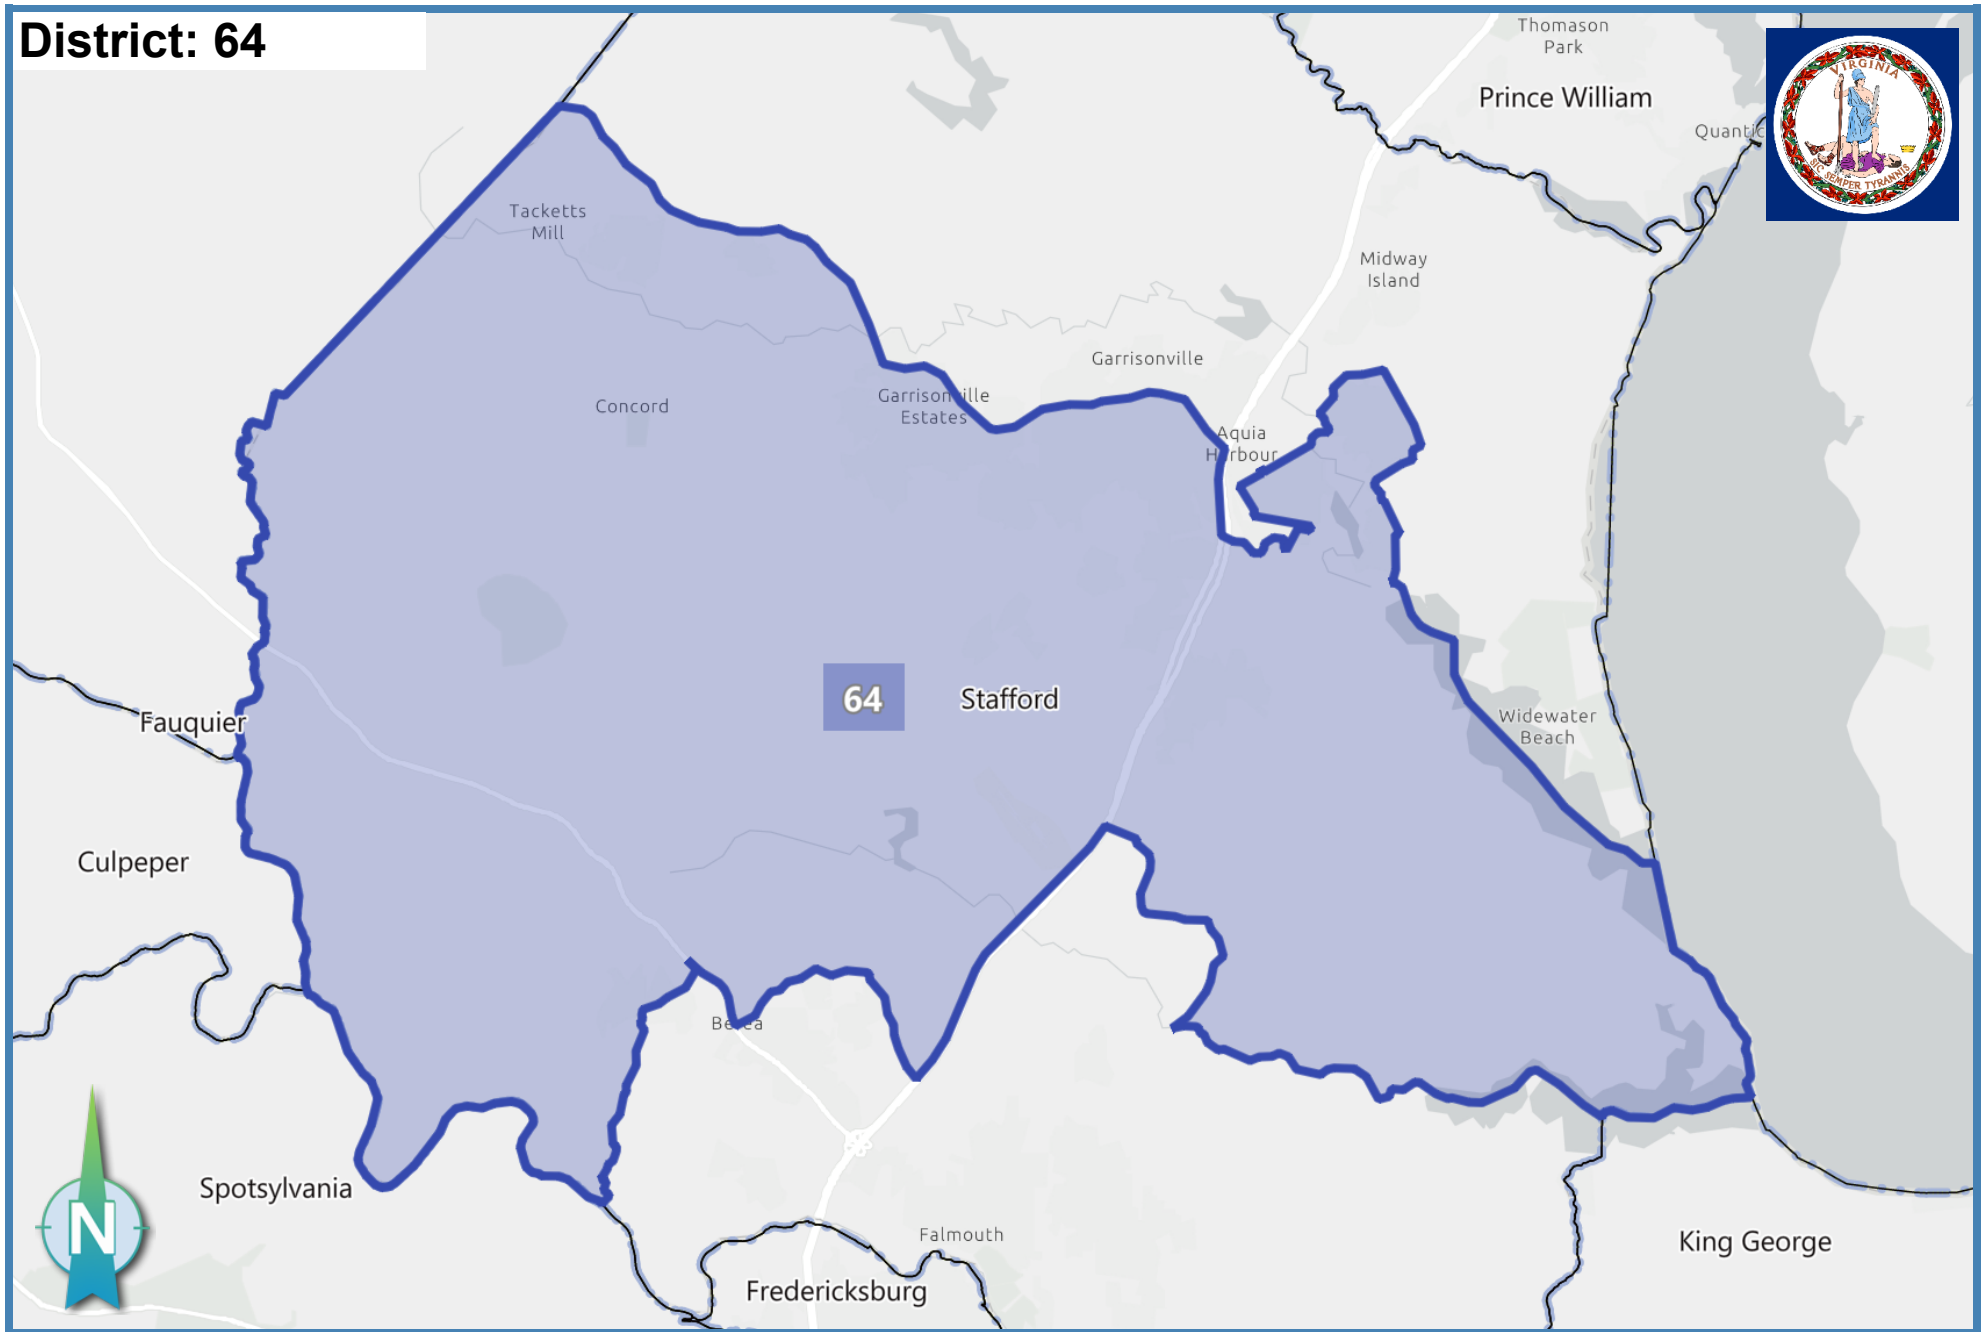 District: 64
Thomason
Park
Prince William
Quantic
VIRGINIA
SIC SEMPER TYRANNIS
Tacketts
Mill
Midway
Island
Garrisonville
Concord
Garrisonville
Estates
Aquia
Harbour
64
Stafford
Fauquier
Widewater
Beach
Culpeper
Berea
Spotsylvania
N
Falmouth
King George
Fredericksburg